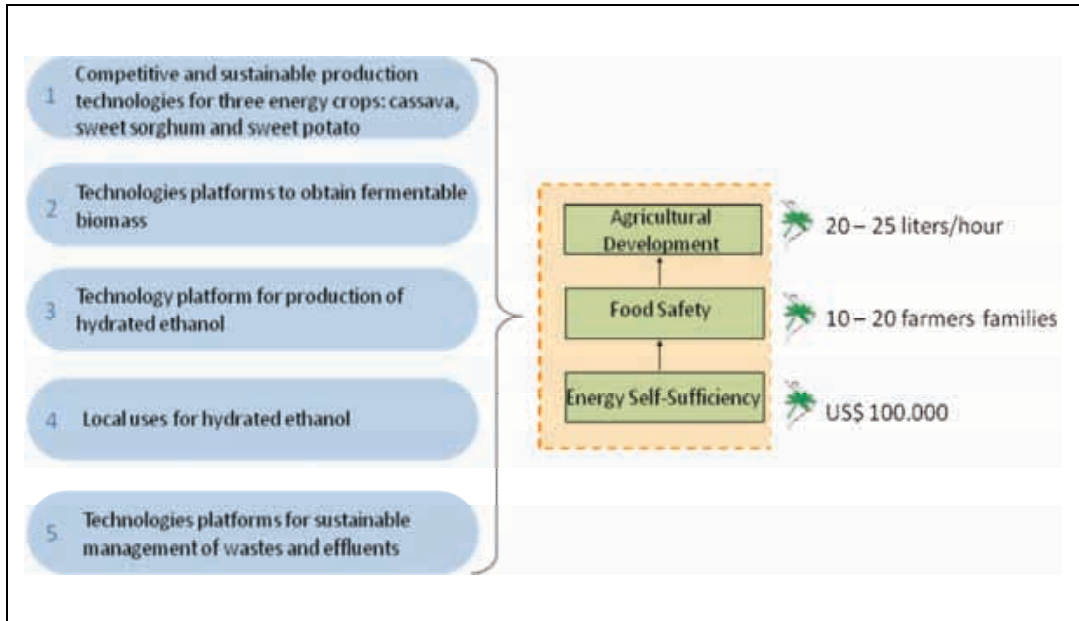 1
Competitive and sustainable production
technologies for three energy crops: cassava,
sweet sorghum and sweet potato
2
Technologies platforms to obtain fermentable
biomass
3
Technology platform for production of
hydrated ethanol
4
Local uses for hydrated ethanol
5
Technologies platforms for sustainable
management of wastes and effluents
Agricultural
Development
Food Safety
Energy Self-Sufficiency
20 – 25 liters/hour
10 – 20 farmers families
US$ 100.000